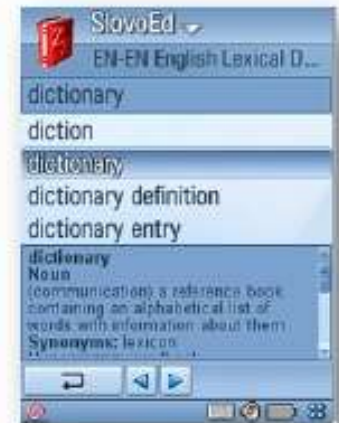 SlovoEd
EN-EN English Lexical D...
dictionary
diction
dictionary
dictionary definition
dictionary entry
dictionary
Noun
(communication) a reference book
containing an alphabetical list of
words with information about them
Synonyms: lexicon